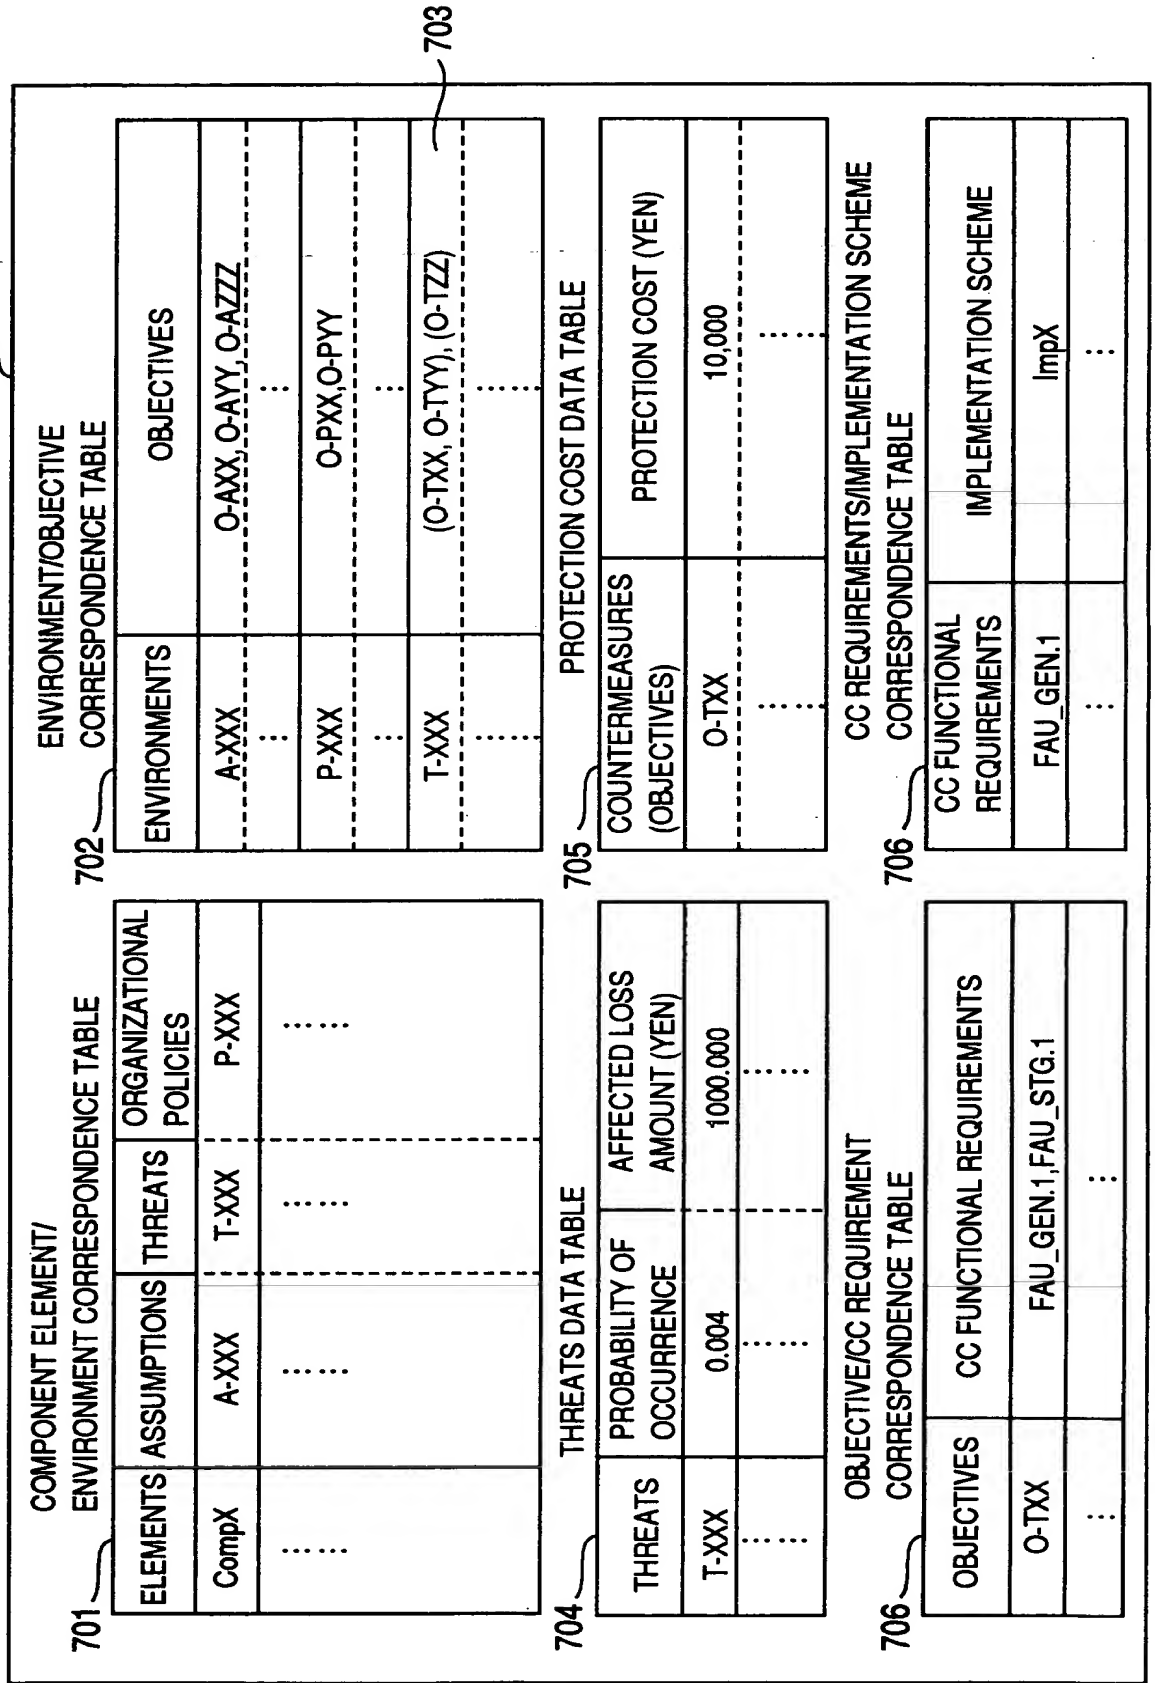 COMPONENT ELEMENT/
ENVIRONMENT CORRESPONDENCE TABLE
701
ELEMENTS ASSUMPTIONS THREATS ORGANIZATIONAL
POLICIES
CompX A-XXX T-XXX P-XXX
...... ...... ...... ......
ENVIRONMENT/OBJECTIVE
CORRESPONDENCE TABLE
702
ENVIRONMENTS OBJECTIVES
A-XXX O-AXX, O-AYY, O-AZZZ
... ...
P-XXX O-PXX,O-PYY
... ...
T-XXX (O-TXX, O-TYY), (O-TZZ)
...... ......
703
THREATS DATA TABLE
704
THREATS PROBABILITY OF
OCCURRENCE AFFECTED LOSS
AMOUNT (YEN)
T-XXX 0.004 1000.000
...... ...... ......
PROTECTION COST DATA TABLE
705
COUNTERMEASURES
(OBJECTIVES) PROTECTION COST (YEN)
O-TXX 10,000
...... ......
OBJECTIVE/CC REQUIREMENT
CORRESPONDENCE TABLE
706
OBJECTIVES CC FUNCTIONAL REQUIREMENTS
O-TXX FAU_GEN.1,FAU_STG.1
... ...
CC REQUIREMENTS/IMPLEMENTATION SCHEME
CORRESPONDENCE TABLE
706
CC FUNCTIONAL
REQUIREMENTS IMPLEMENTATION SCHEME
FAU_GEN.1 ImpX
... ...